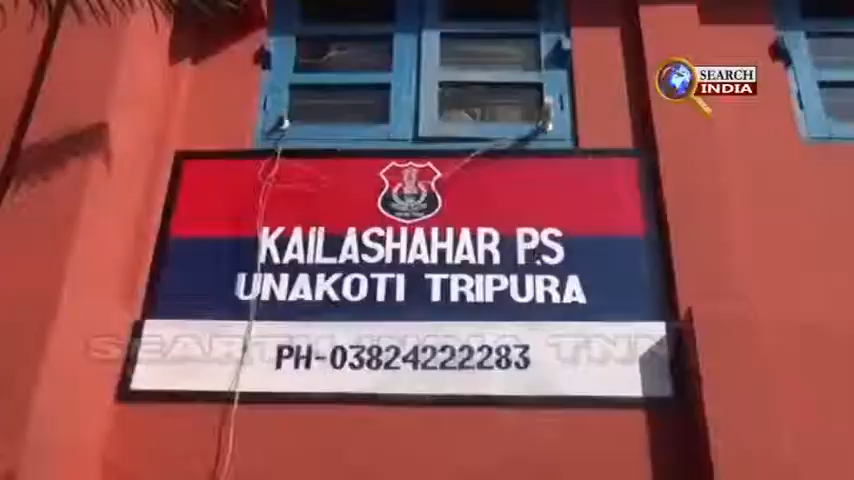 SEARCH
INDIA
KAILASHAHAR P.S
UNAKOTI TRIPURA
PH-03824222283